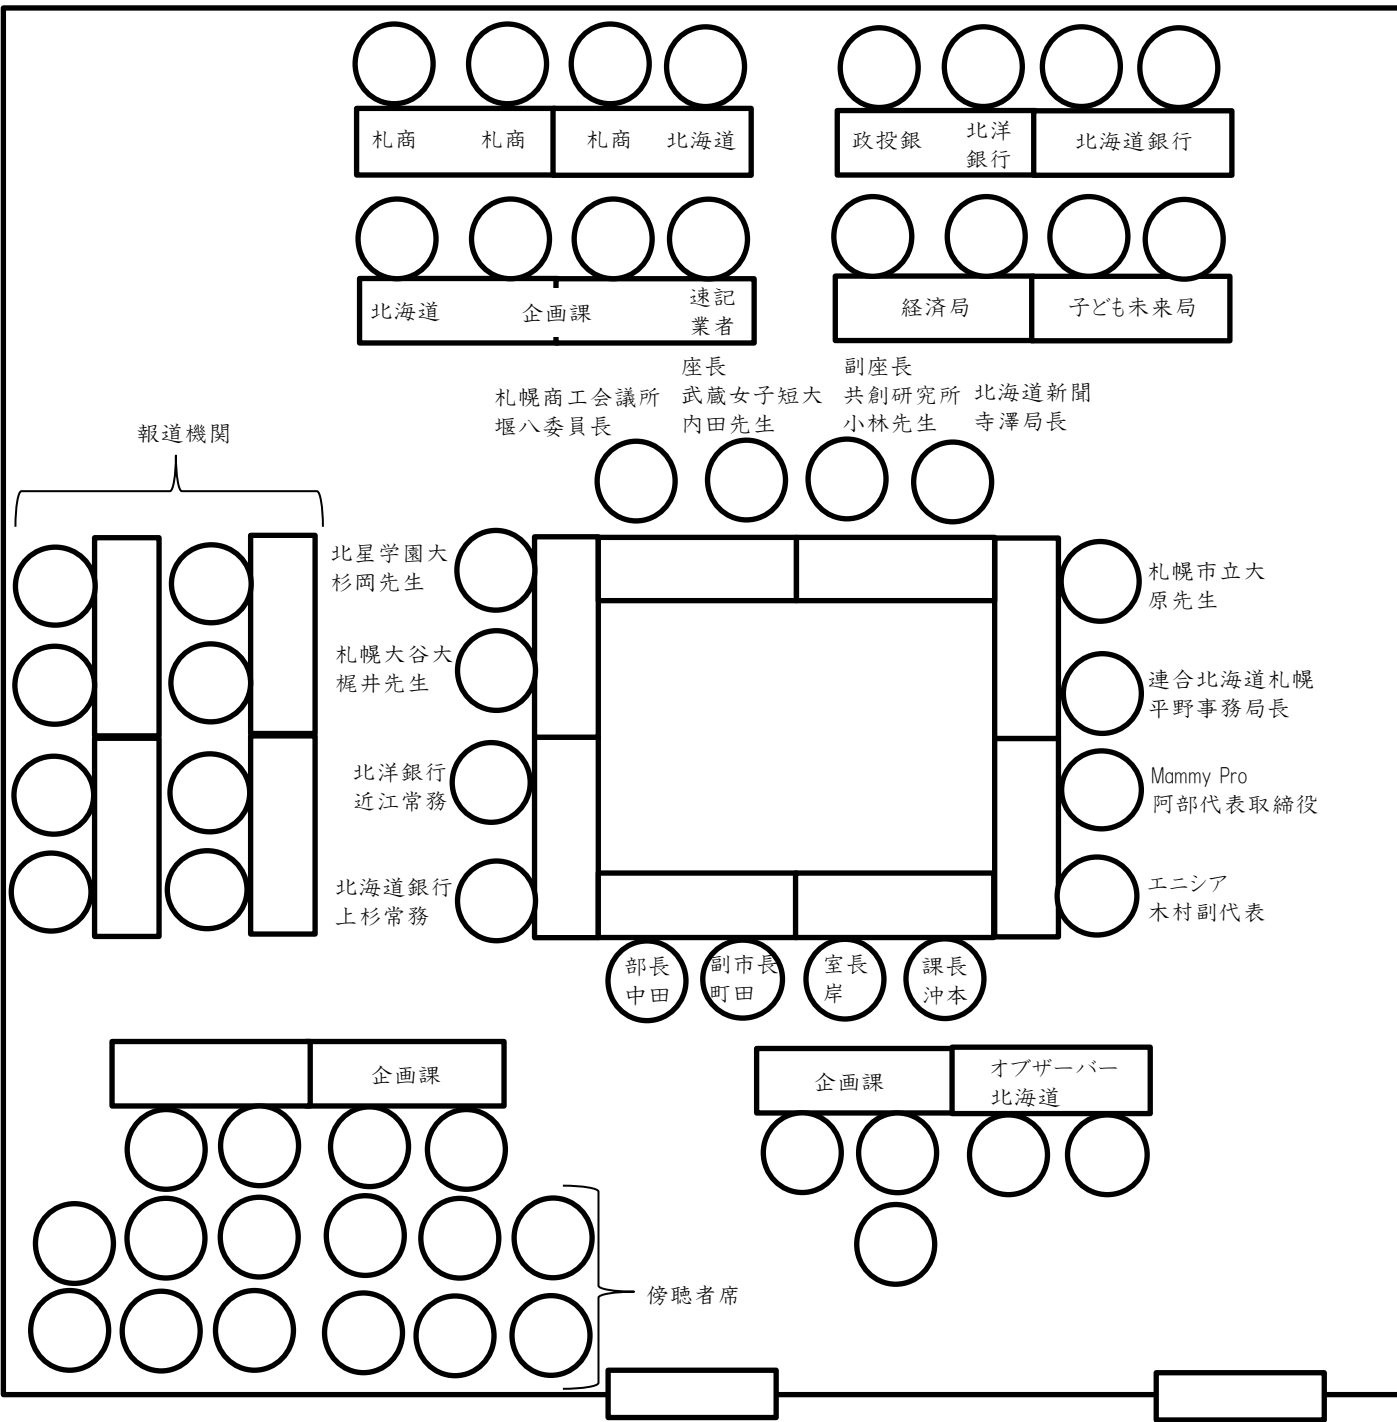 札商 札商 札商 北海道
政投銀 北洋
銀行 北海道銀行
北海道 企画課 速記
業者
経済局 子ども未来局
札幌商工会議所
堰八委員長
座長
武蔵女子短大
内田先生
副座長
共創研究所
小林先生
北海道新聞
寺澤局長
報道機関
北星学園大
杉岡先生
札幌大谷大
梶井先生
北洋銀行
近江常務
北海道銀行
上杉常務
札幌市立大
原先生
連合北海道札幌
平野事務局長
Mammy Pro
阿部代表取締役
エニシア
木村副代表
部長
中田
副市長
町田
室長
岸
課長
沖本
企画課
企画課
オブザーバー
北海道
傍聴者席